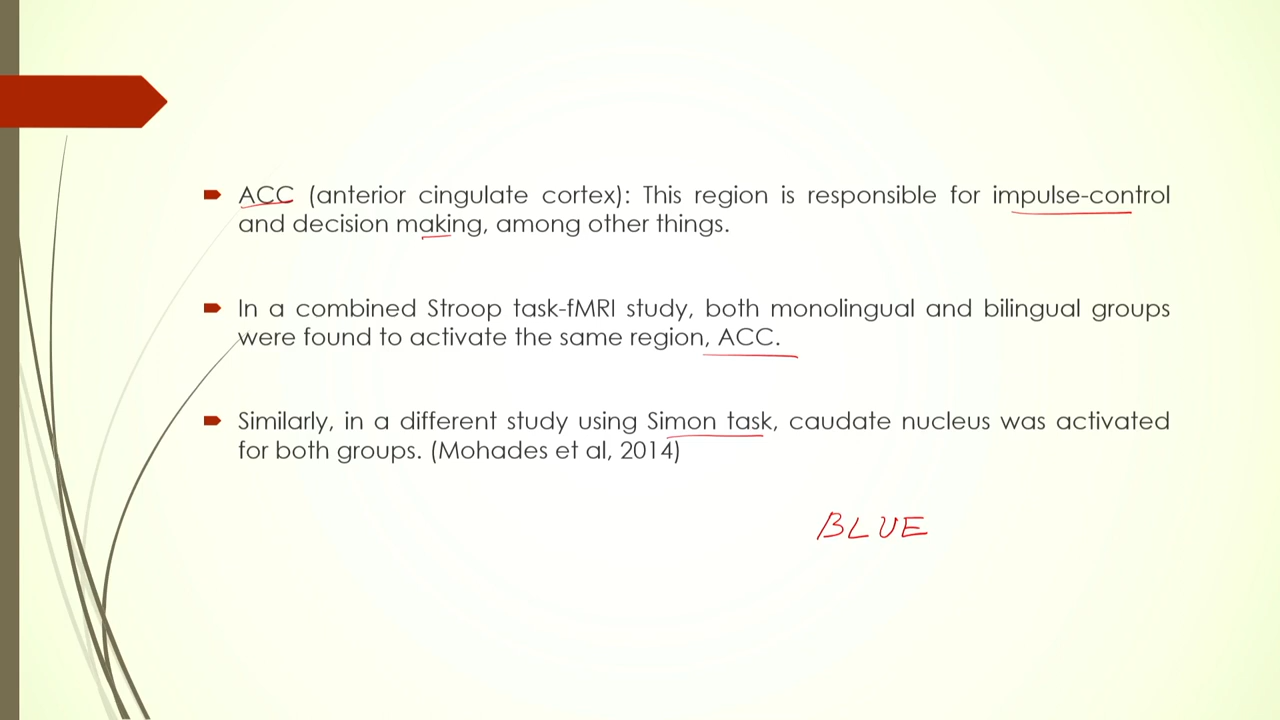 ACC (anterior cingulate cortex): This region is responsible for impulse-control
and decision making, among other things.
In a combined Stroop task-fMRI study, both monolingual and bilingual groups
were found to activate the same region, ACC.
Similarly, in a different study using Simon task, caudate nucleus was activated
for both groups. (Mohades et al, 2014)
BLUE